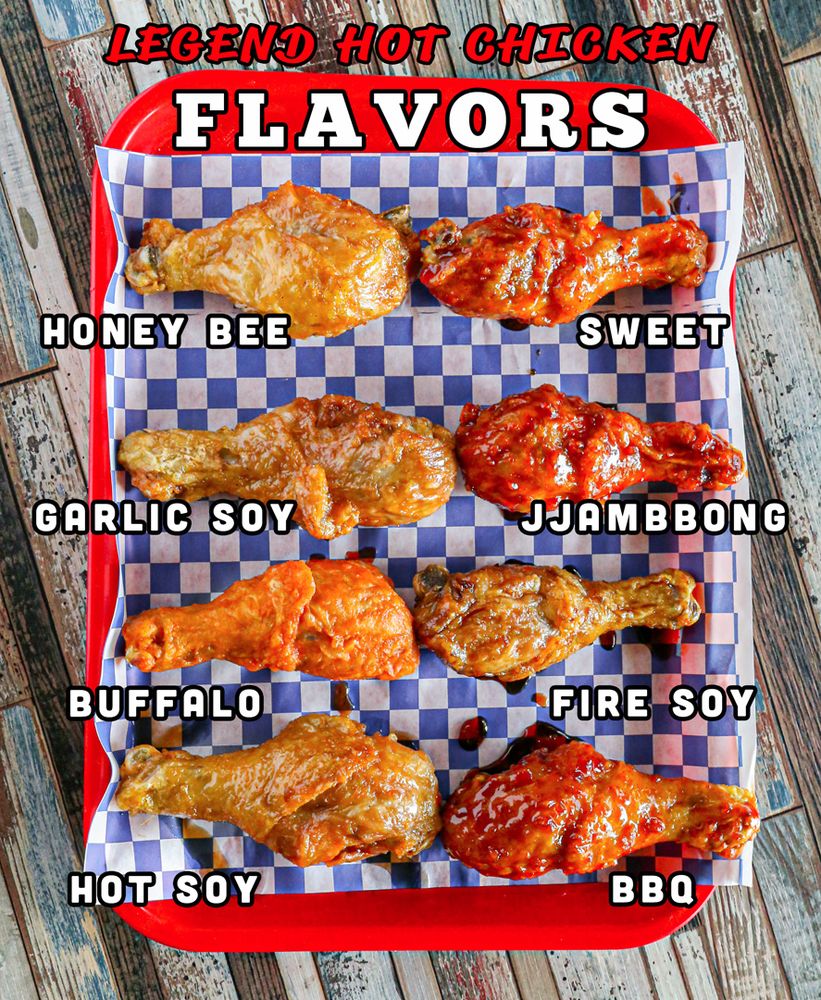 LEGEND HOT CHICKEN
FLAVORS
HONEY BEE
SWEET
GARLIC SOY
JJAMBBONG
BUFFALO
FIRE SOY
HOT SOY
BBQ